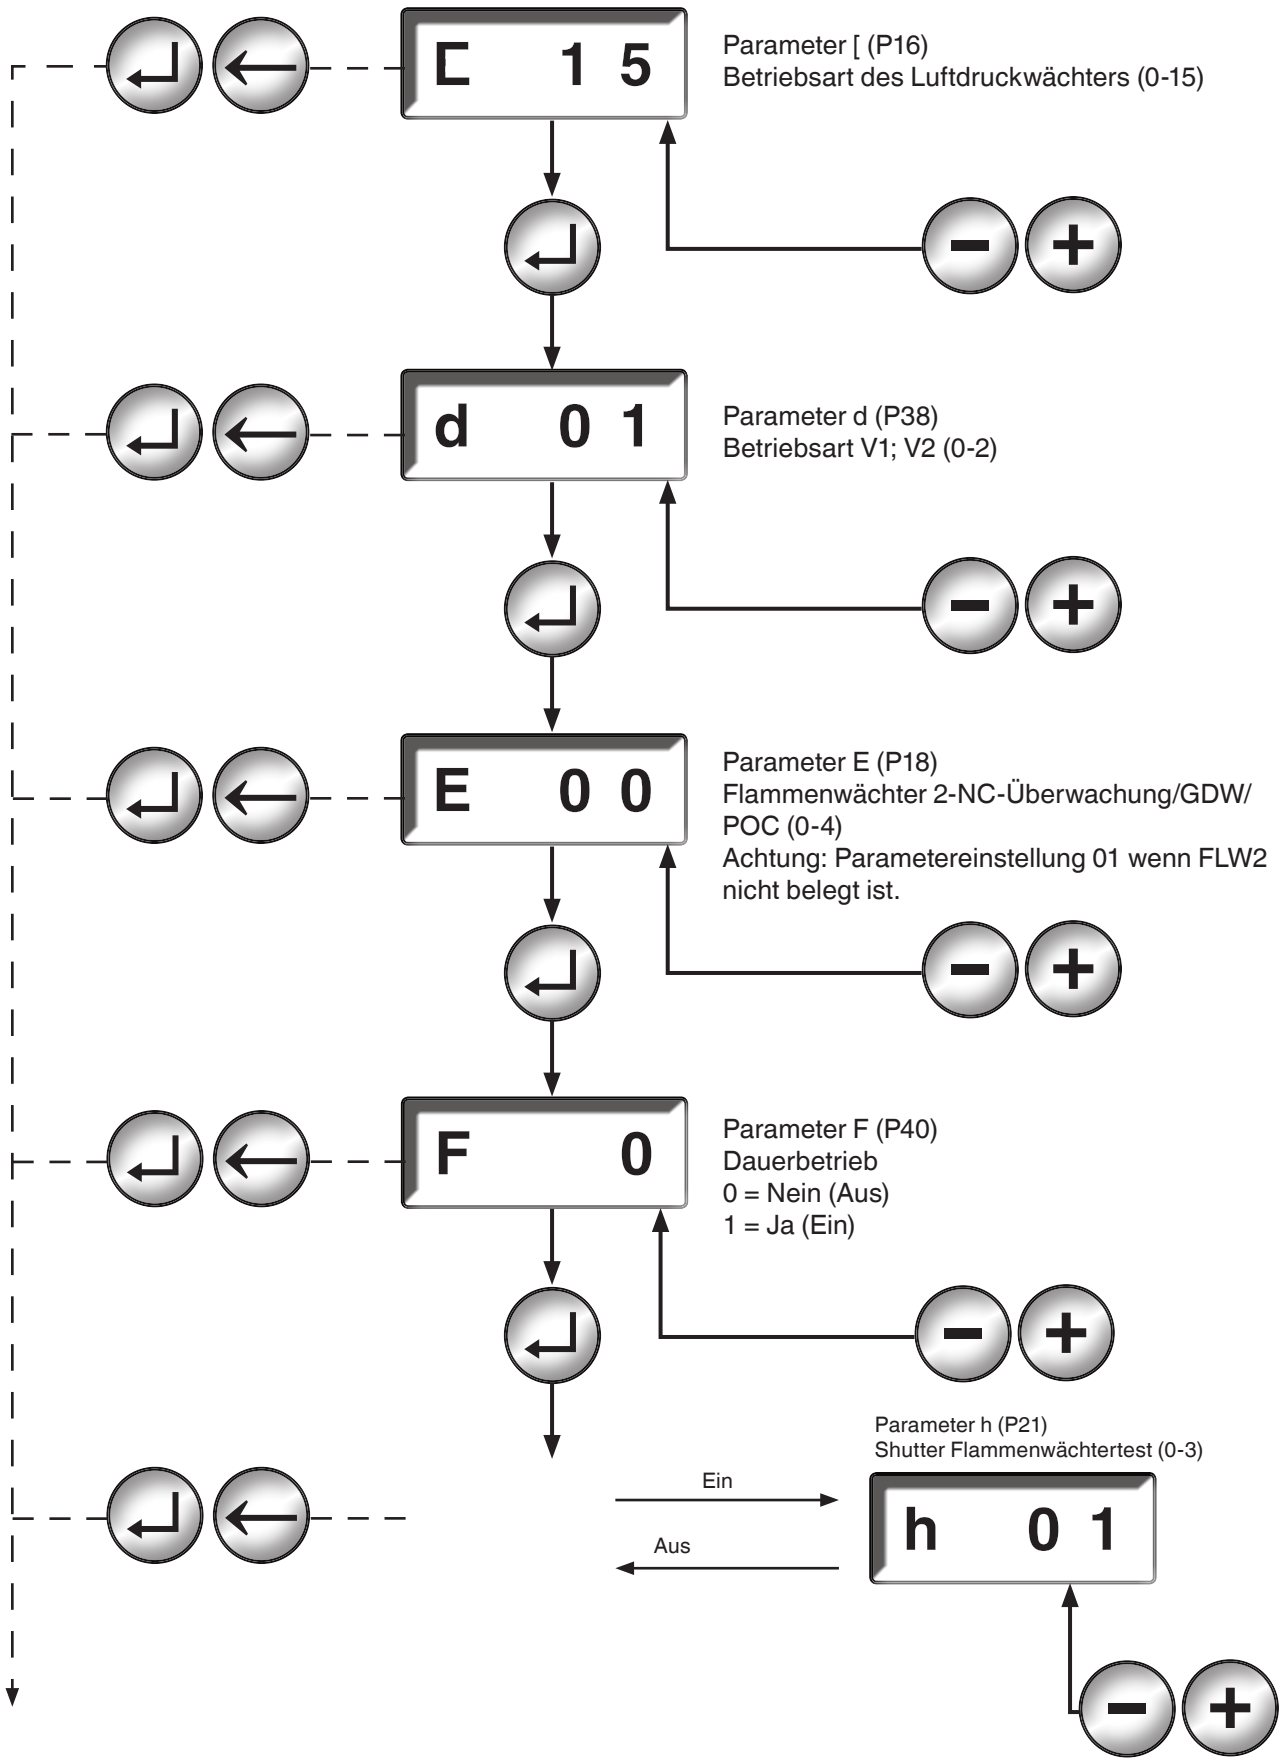 [ 1 5
Parameter [ (P16)
Betriebsart des Luftdruckwächters (0-15)
d 0 1
Parameter d (P38)
Betriebsart V1; V2 (0-2)
E 0 0
Parameter E (P18)
Flammenwächter 2-NC-Überwachung/GDW/
POC (0-4)
Achtung: Parametereinstellung 01 wenn FLW2
nicht belegt ist.
F 0
Parameter F (P40)
Dauerbetrieb
0 = Nein (Aus)
1 = Ja (Ein)
Parameter h (P21)
Shutter Flammenwächtertest (0-3)
Ein
Aus
h 0 1